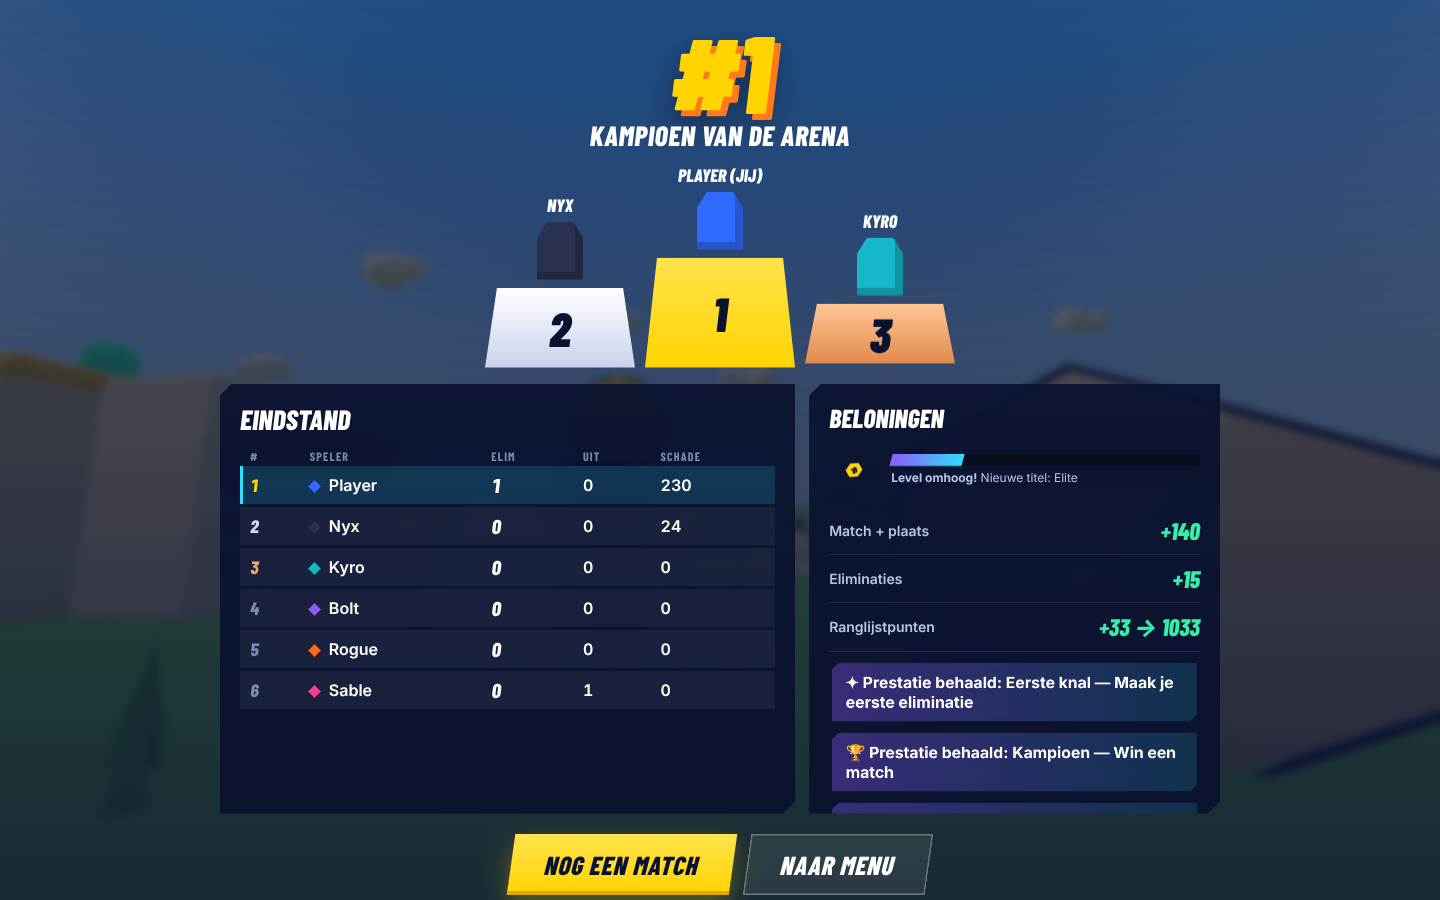 #1
KAMPIOEN VAN DE ARENA
PLAYER (JIJ)
NYX
KYRO
2
1
3
EINDSTAND
# SPELER ELIM UIT SCHADE
1 Player 1 0 230
2 Nyx 0 0 24
3 Kyro 0 0 0
4 Bolt 0 0 0
5 Rogue 0 0 0
6 Sable 0 1 0
BELONINGEN
Level omhoog! Nieuwe titel: Elite
Match + plaats +140
Eliminaties +15
Ranglijstpunten +33 → 1033
✦ Prestatie behaald: Eerste knal — Maak je
eerste eliminatie
🏆 Prestatie behaald: Kampioen — Win een
match
NOG EEN MATCH
NAAR MENU